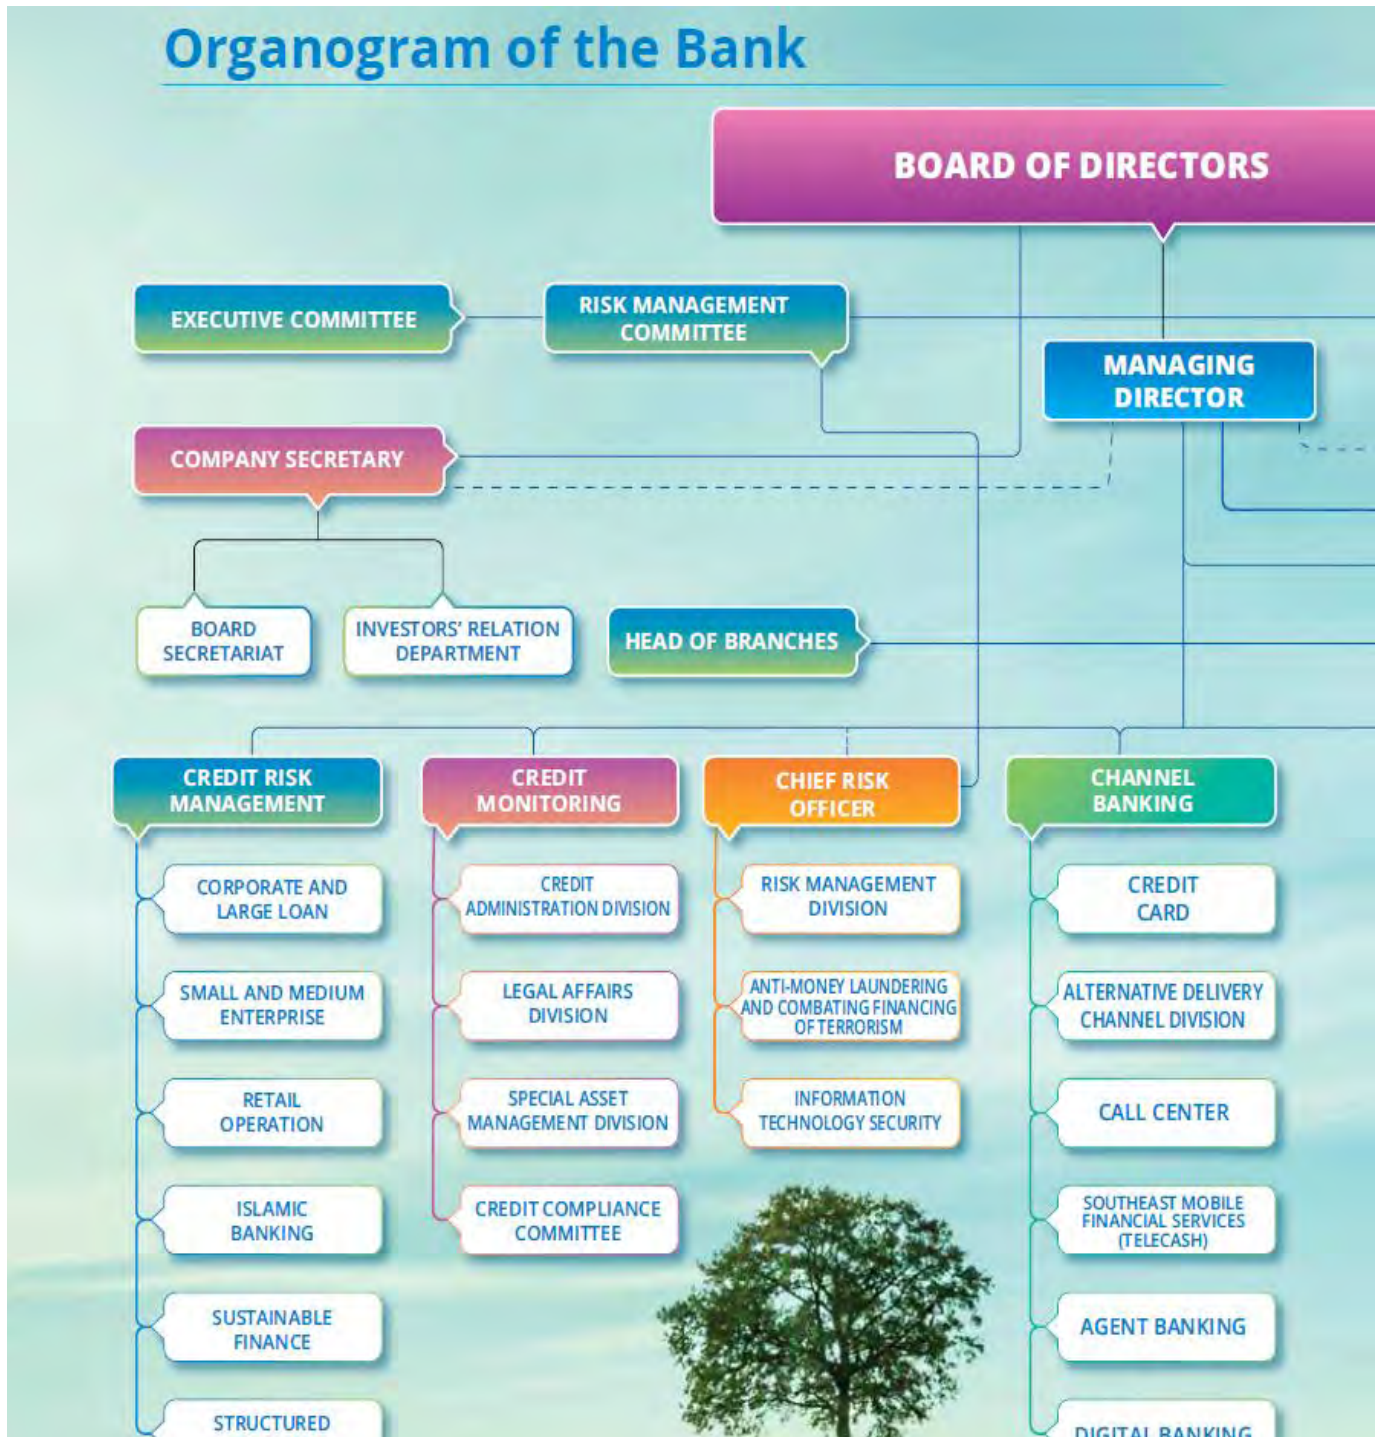 Organogram of the Bank
BOARD OF DIRECTORS
EXECUTIVE COMMITTEE
RISK MANAGEMENT
COMMITTEE
MANAGING
DIRECTOR
COMPANY SECRETARY
BOARD
SECRETARIAT
INVESTORS' RELATION
DEPARTMENT
HEAD OF BRANCHES
CREDIT RISK
MANAGEMENT
CORPORATE AND
LARGE LOAN
SMALL AND MEDIUM
ENTERPRISE
RETAIL
OPERATION
ISLAMIC
BANKING
SUSTAINABLE
FINANCE
STRUCTURED
CREDIT
MONITORING
CREDIT
ADMINISTRATION DIVISION
LEGAL AFFAIRS
DIVISION
SPECIAL ASSET
MANAGEMENT DIVISION
CREDIT COMPLIANCE
COMMITTEE
CHIEF RISK
OFFICER
RISK MANAGEMENT
DIVISION
ANTI-MONEY LAUNDERING
AND COMBATING FINANCING
OF TERRORISM
INFORMATION
TECHNOLOGY SECURITY
CHANNEL
BANKING
CREDIT
CARD
ALTERNATIVE DELIVERY
CHANNEL DIVISION
CALL CENTER
SOUTHEAST MOBILE
FINANCIAL SERVICES
(TELECASH)
AGENT BANKING
DIGITAL BANKING